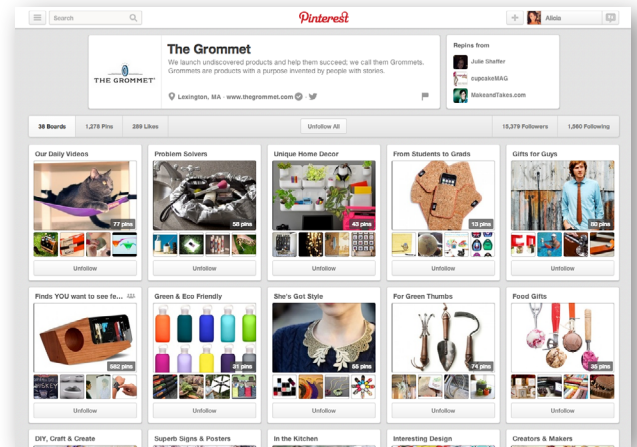 Search
Pinterest
Alicia
The Grommet
We launch undiscovered products and help them succeed; we call them Grommets.
Grommets are products with a purpose invented by people with stories.
THE GROMMET
Lexington, MA · www.thegrommet.com
Repins from
Julie Shaffer
cupcakeMAG
MakeandTakes.com
38 Boards
1,278 Pins
289 Likes
Unfollow All
15,379 Followers
1,560 Following
Our Daily Videos
Problem Solvers
Unique Home Decor
From Students to Grads
Gifts for Guys
77 pins
58 pins
43 pins
13 pins
Unfollow
Unfollow
Unfollow
Unfollow
Unfollow
Finds YOU want to see fe...
Green & Eco Friendly
She's Got Style
For Green Thumbs
Food Gifts
582 pins
31 pins
55 pins
74 pins
35 pins
WHISKEY
Unfollow
Unfollow
Unfollow
Unfollow
Unfollow
DIY, Craft & Create
Superb Signs & Posters
In the Kitchen
Interesting Design
Creators & Makers